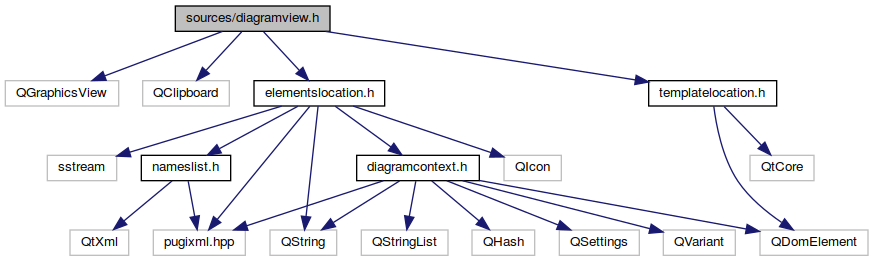 sources/diagramview.h
QGraphicsView
QClipboard
elementslocation.h
templatelocation.h
sstream
nameslist.h
diagramcontext.h
QIcon
QtCore
QtXml
pugixml.hpp
QString
QStringList
QHash
QSettings
QVariant
QDomElement